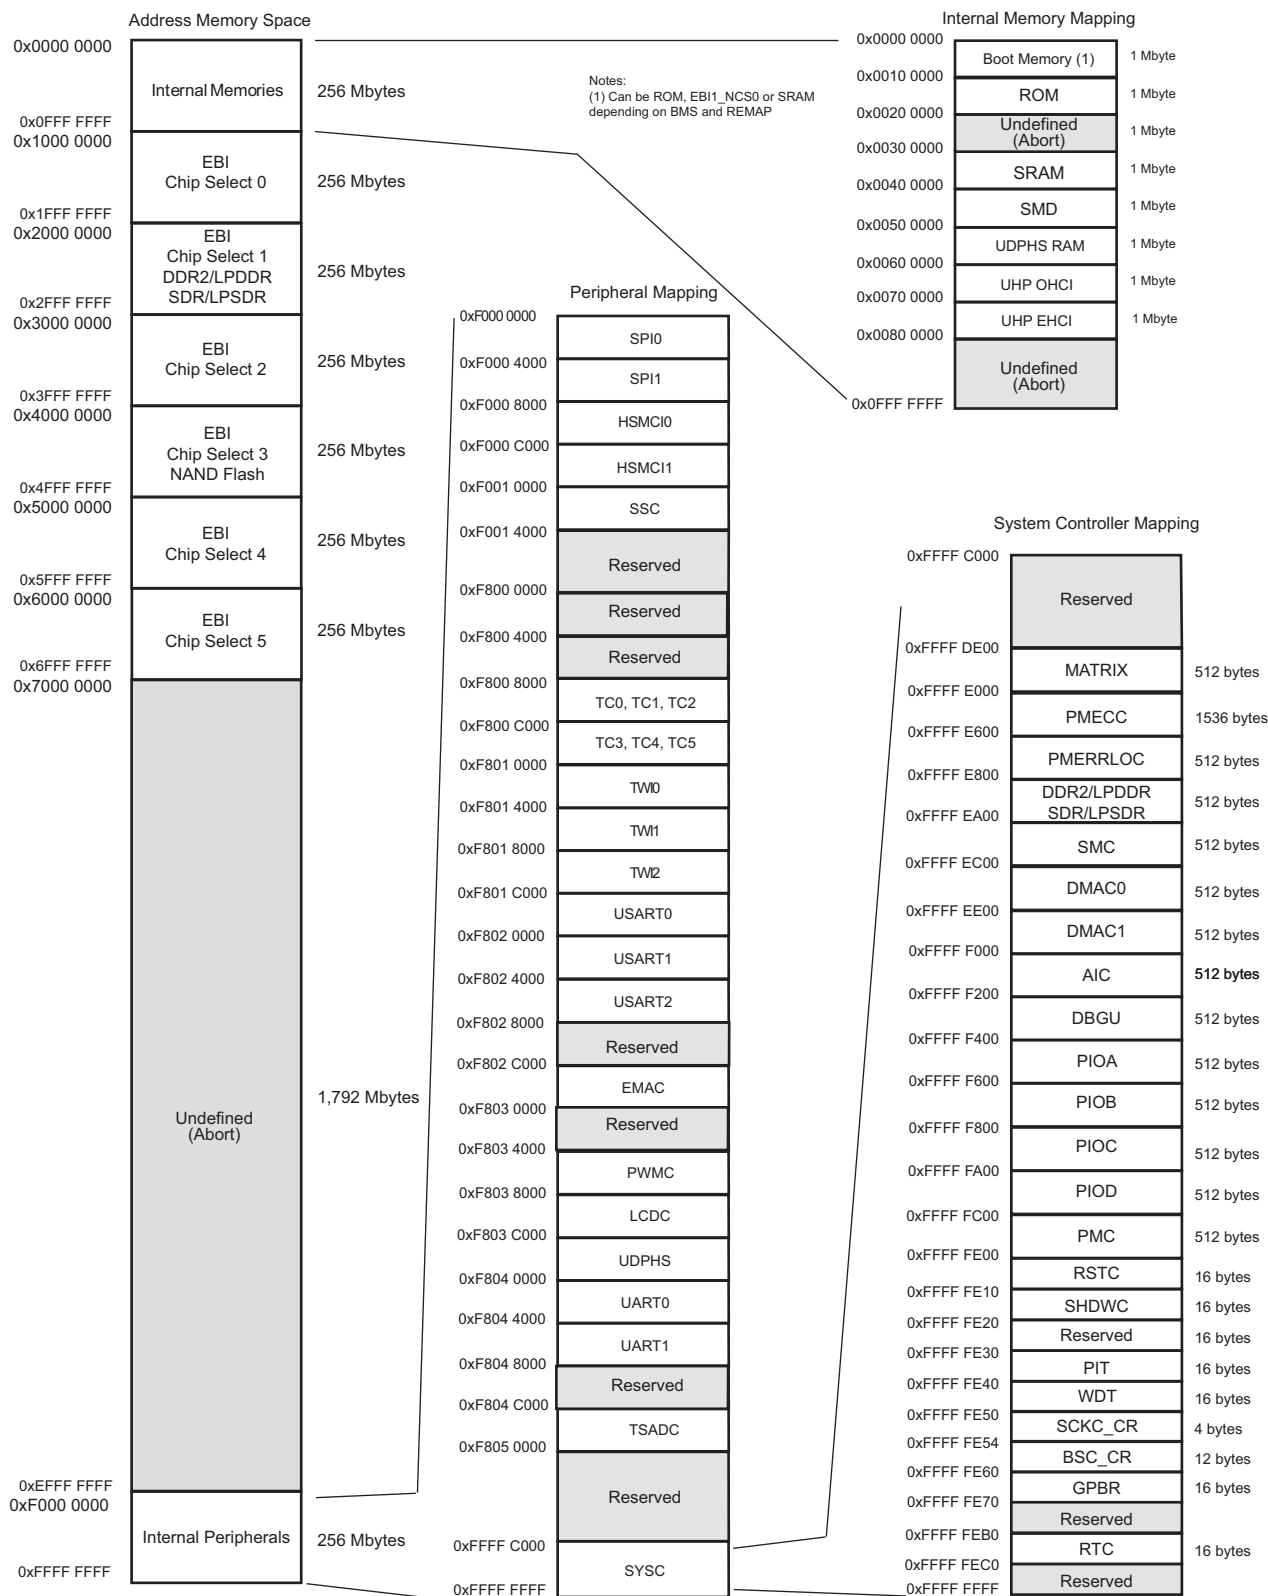 Address Memory Space
0x0000 0000
Internal Memories
256 Mbytes
0x0FFF FFFF
0x1000 0000
EBI
Chip Select 0
256 Mbytes
0x1FFF FFFF
0x2000 0000
EBI
Chip Select 1
DDR2/LPDDR
SDR/LPSDR
256 Mbytes
0x2FFF FFFF
0x3000 0000
EBI
Chip Select 2
256 Mbytes
0x3FFF FFFF
0x4000 0000
EBI
Chip Select 3
NAND Flash
256 Mbytes
0x4FFF FFFF
0x5000 0000
EBI
Chip Select 4
256 Mbytes
0x5FFF FFFF
0x6000 0000
EBI
Chip Select 5
256 Mbytes
0x6FFF FFFF
0x7000 0000
Undefined
(Abort)
1,792 Mbytes
0xEFFF FFFF
0xF000 0000
Internal Peripherals
256 Mbytes
0xFFFF FFFF
Notes:
(1) Can be ROM, EBI1_NCS0 or SRAM
depending on BMS and REMAP
Peripheral Mapping
0xF000 0000
SPI0
0xF000 4000
SPI1
0xF000 8000
HSMCI0
0xF000 C000
HSMCI1
0xF001 0000
SSC
0xF001 4000
Reserved
0xF800 0000
Reserved
0xF800 4000
Reserved
0xF800 8000
TC0, TC1, TC2
0xF800 C000
TC3, TC4, TC5
0xF801 0000
TWI0
0xF801 4000
TWI1
0xF801 8000
TWI2
0xF801 C000
USART0
0xF802 0000
USART1
0xF802 4000
USART2
0xF802 8000
Reserved
0xF802 C000
EMAC
0xF803 0000
Reserved
0xF803 4000
PWMC
0xF803 8000
LCDC
0xF803 C000
UDPHS
0xF804 0000
UART0
0xF804 4000
UART1
0xF804 8000
Reserved
0xF804 C000
TSADC
0xF805 0000
Reserved
0xFFFF C000
SYSC
0xFFFF FFFF
Internal Memory Mapping
0x0000 0000
Boot Memory (1)
1 Mbyte
0x0010 0000
ROM
1 Mbyte
0x0020 0000
Undefined
(Abort)
1 Mbyte
0x0030 0000
SRAM
1 Mbyte
0x0040 0000
SMD
1 Mbyte
0x0050 0000
UDPHS RAM
1 Mbyte
0x0060 0000
UHP OHCI
1 Mbyte
0x0070 0000
UHP EHCI
1 Mbyte
0x0080 0000
Undefined
(Abort)
0x0FFF FFFF
System Controller Mapping
0xFFFF C000
Reserved
0xFFFF DE00
MATRIX
512 bytes
0xFFFF E000
PMECC
1536 bytes
0xFFFF E600
PMERRLOC
512 bytes
0xFFFF E800
DDR2/LPDDR
SDR/LPSDR
512 bytes
0xFFFF EA00
SMC
512 bytes
0xFFFF EC00
DMAC0
512 bytes
0xFFFF EE00
DMAC1
512 bytes
0xFFFF F000
AIC
512 bytes
0xFFFF F200
DBGU
512 bytes
0xFFFF F400
PIOA
512 bytes
0xFFFF F600
PIOB
512 bytes
0xFFFF F800
PIOC
512 bytes
0xFFFF FA00
PIOD
512 bytes
0xFFFF FC00
PMC
512 bytes
0xFFFF FE00
RSTC
16 bytes
0xFFFF FE10
SHDWC
16 bytes
0xFFFF FE20
Reserved
16 bytes
0xFFFF FE30
PIT
16 bytes
0xFFFF FE40
WDT
16 bytes
0xFFFF FE50
SCKC_CR
4 bytes
0xFFFF FE54
BSC_CR
12 bytes
0xFFFF FE60
GPBR
16 bytes
0xFFFF FE70
Reserved
0xFFFF FEB0
RTC
16 bytes
0xFFFF FEC0
Reserved
0xFFFF FFFF